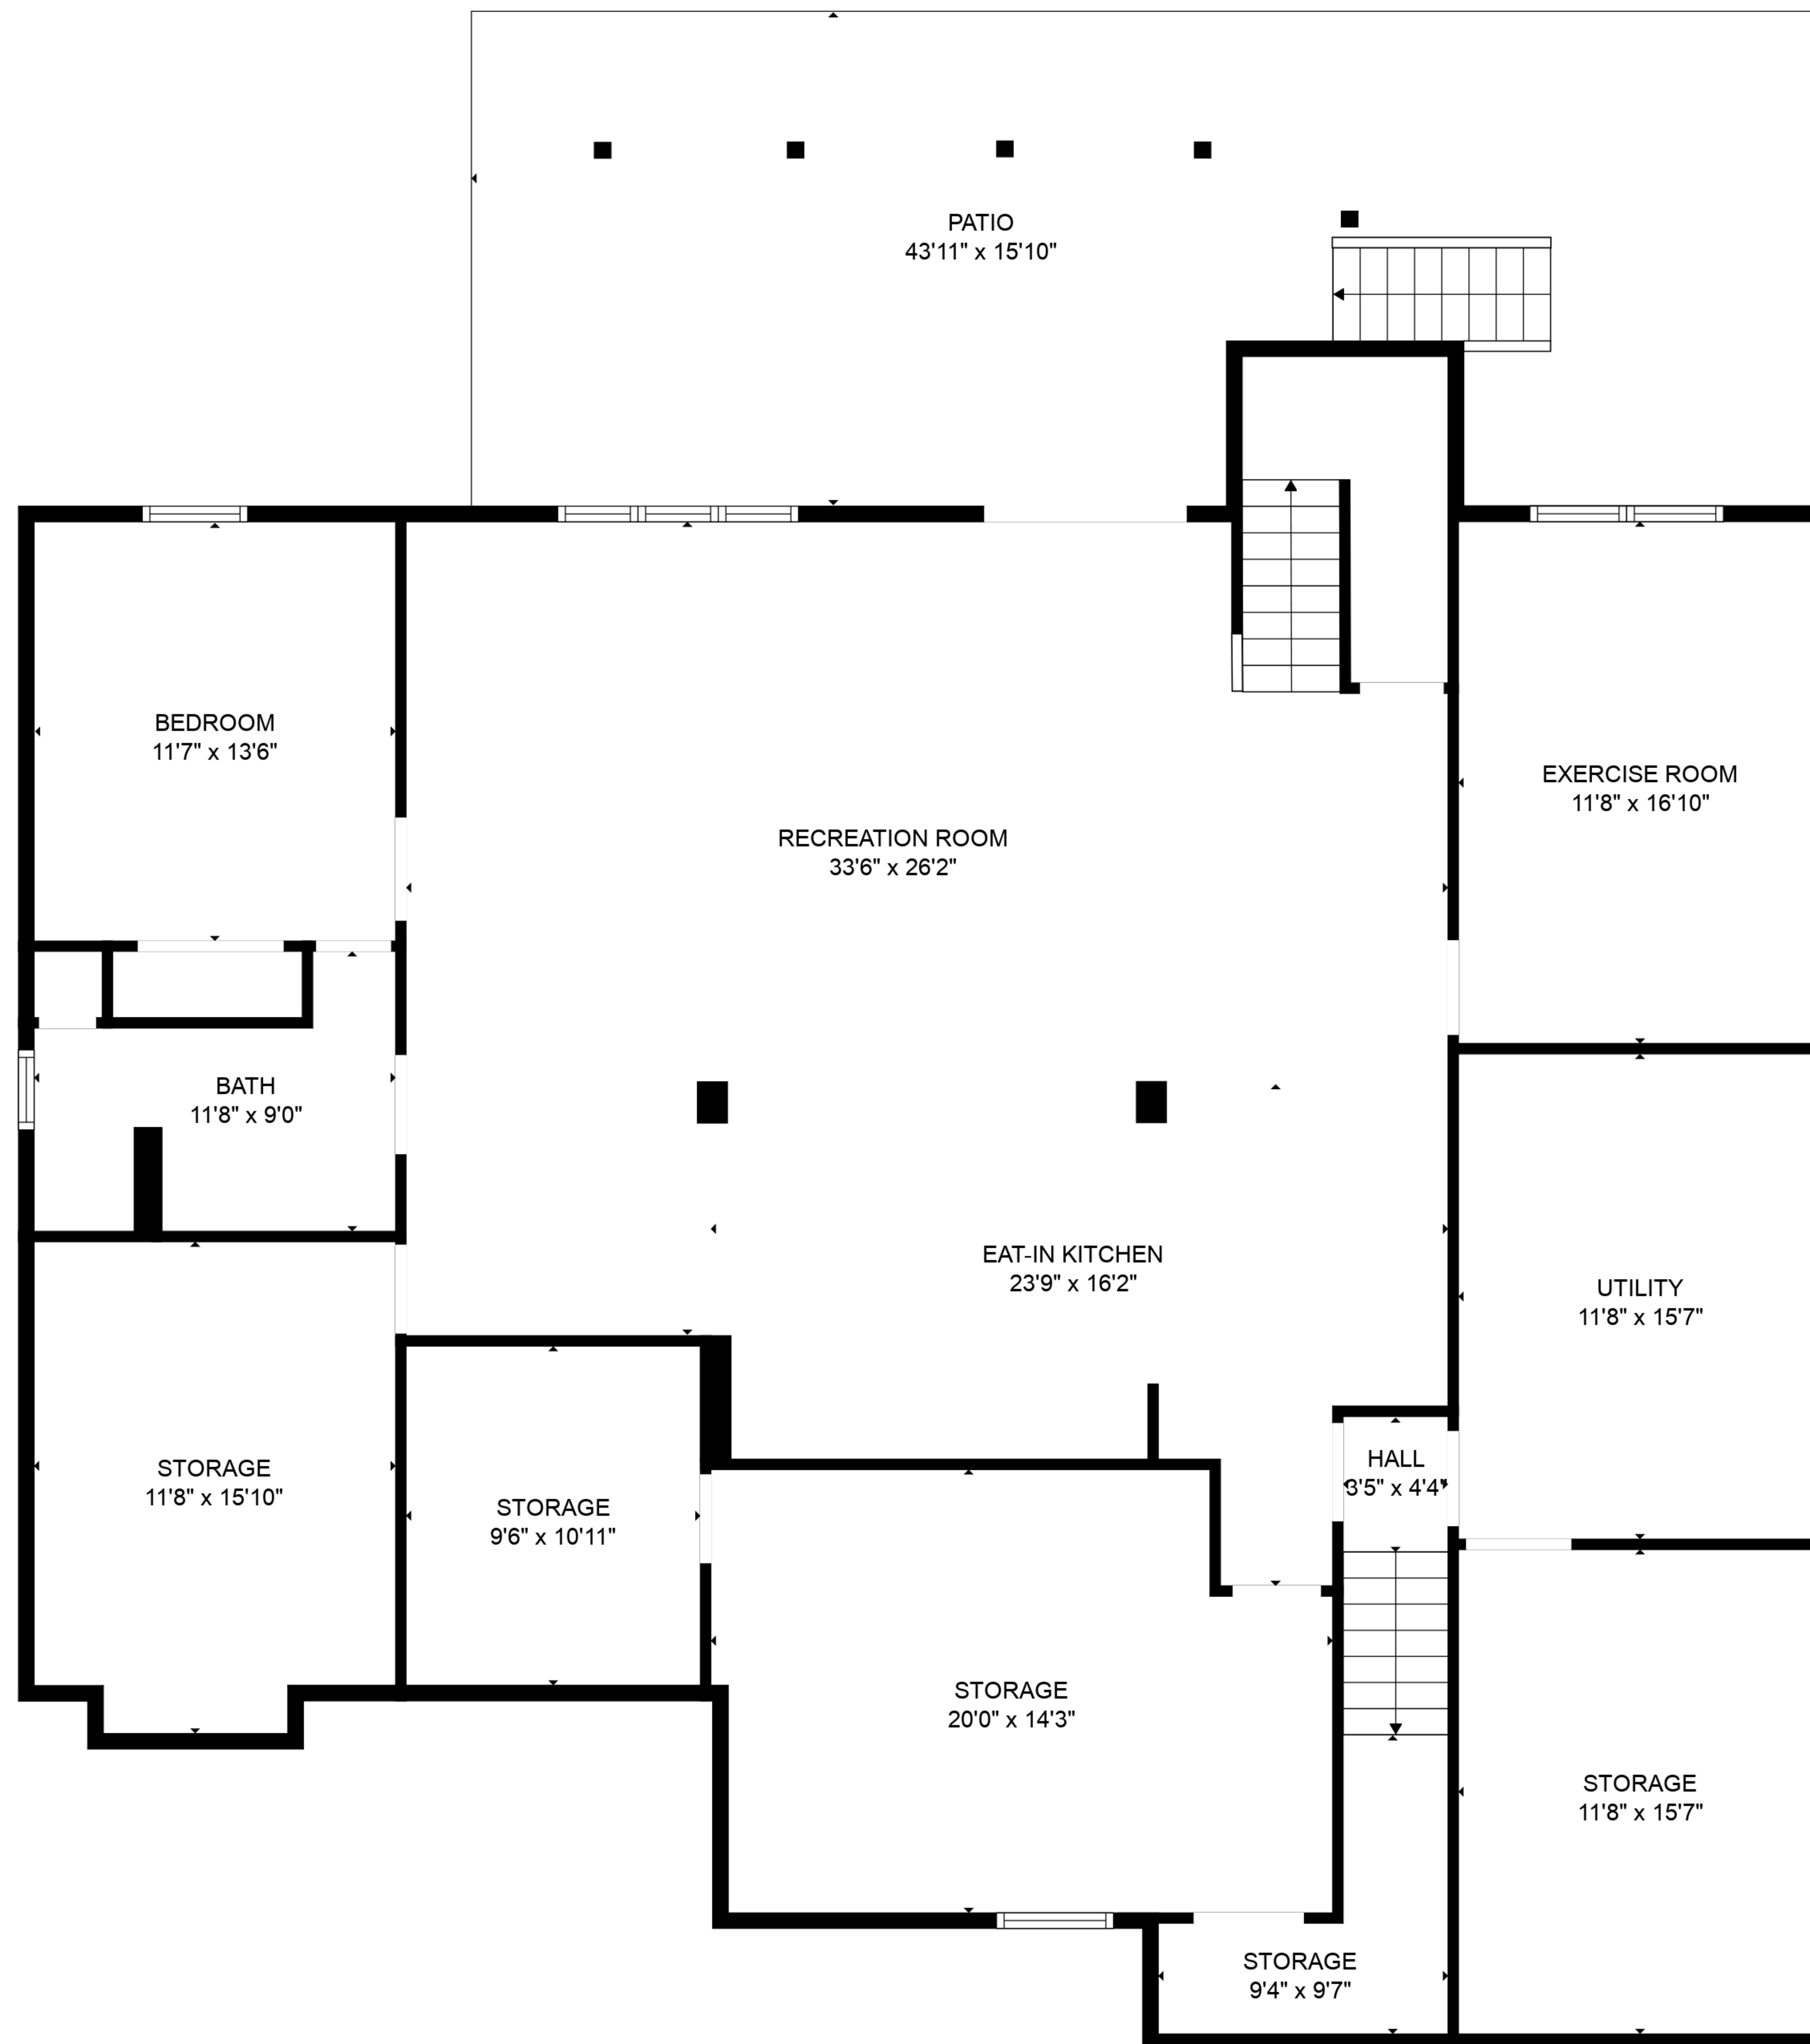 PATIO
43'11" x 15'10"
BEDROOM
11'7" x 13'6"
EXERCISE ROOM
11'8" x 16'10"
RECREATION ROOM
33'6" x 26'2"
BATH
11'8" x 9'0"
EAT-IN KITCHEN
23'9" x 16'2"
UTILITY
11'8" x 15'7"
HALL
3'5" x 4'4"
STORAGE
11'8" x 15'10"
STORAGE
9'6" x 10'11"
STORAGE
20'0" x 14'3"
STORAGE
11'8" x 15'7"
STORAGE
9'4" x 9'7"